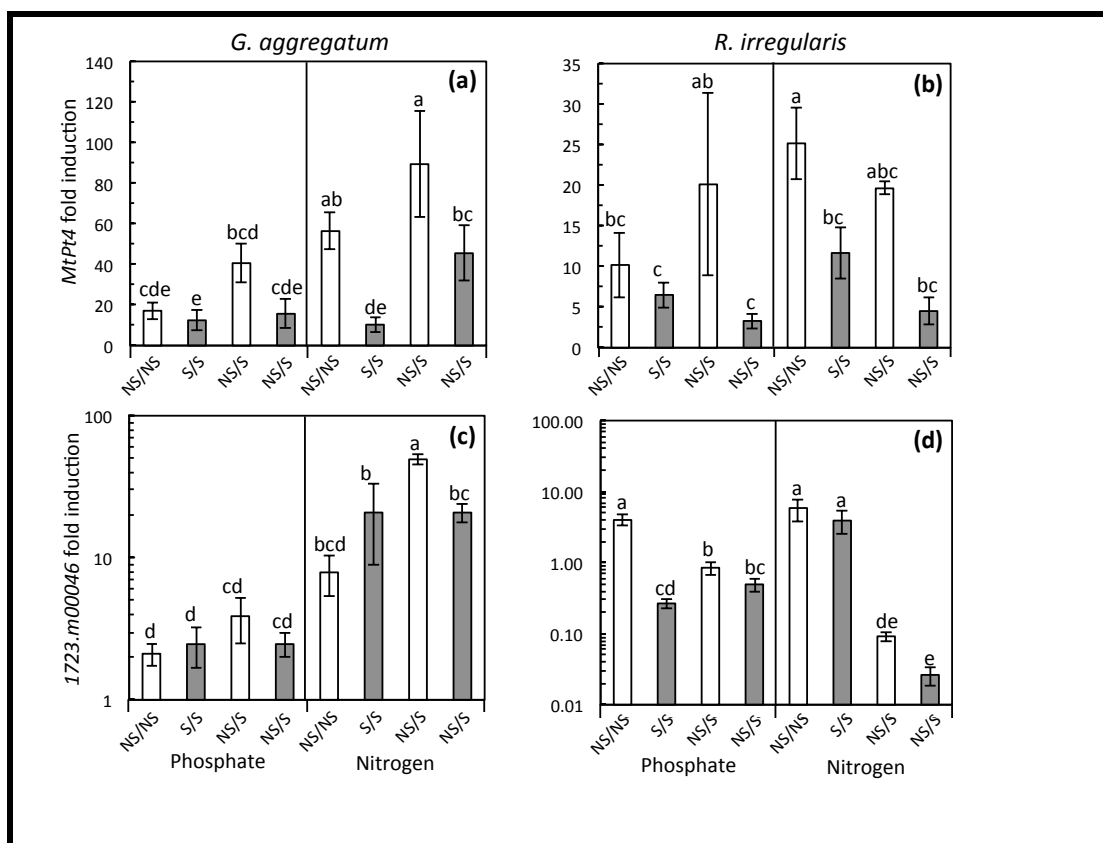 G. aggregatum
R. irregularis
MtPt4 fold induction
140
120
100
80
60
40
20
0
(a)
cde
e
bcd
cde
ab
de
a
bc
NS/NS
S/S
NS/S
NS/S
NS/NS
S/S
NS/S
NS/S
35
30
25
20
15
10
5
0
(b)
bc
c
ab
c
a
bc
abc
bc
NS/NS
S/S
NS/S
NS/S
NS/NS
S/S
NS/S
NS/S
1723.m00046 fold induction
100
10
1
(c)
d
d
cd
cd
bcd
b
a
bc
NS/NS
S/S
NS/S
NS/S
NS/NS
S/S
NS/S
NS/S
Phosphate
Nitrogen
100.00
10.00
1.00
0.10
0.01
(d)
a
cd
b
bc
a
a
de
e
NS/NS
S/S
NS/S
NS/S
NS/NS
S/S
NS/S
NS/S
Phosphate
Nitrogen